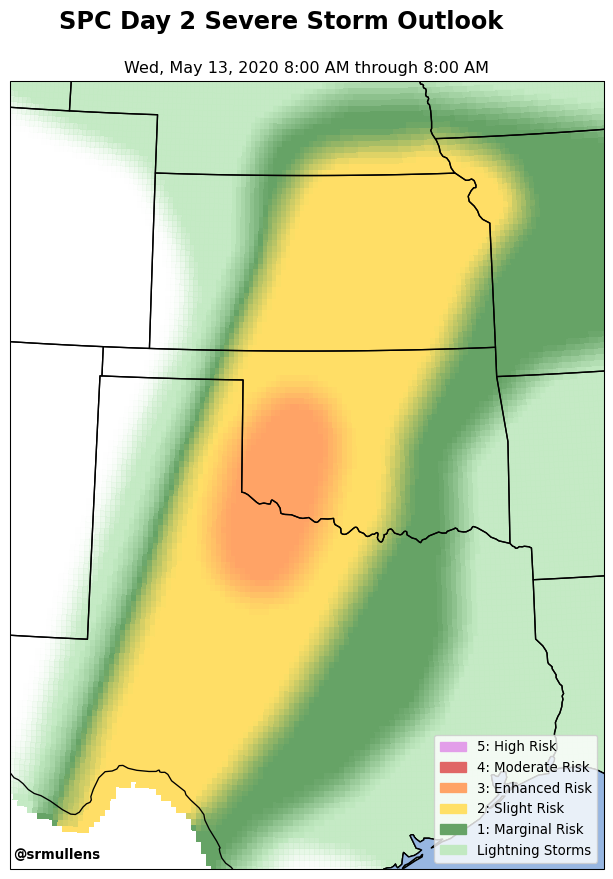 SPC Day 2 Severe Storm Outlook
Wed, May 13, 2020 8:00 AM through 8:00 AM
5: High Risk
4: Moderate Risk
3: Enhanced Risk
2: Slight Risk
1: Marginal Risk
Lightning Storms
@srmullens